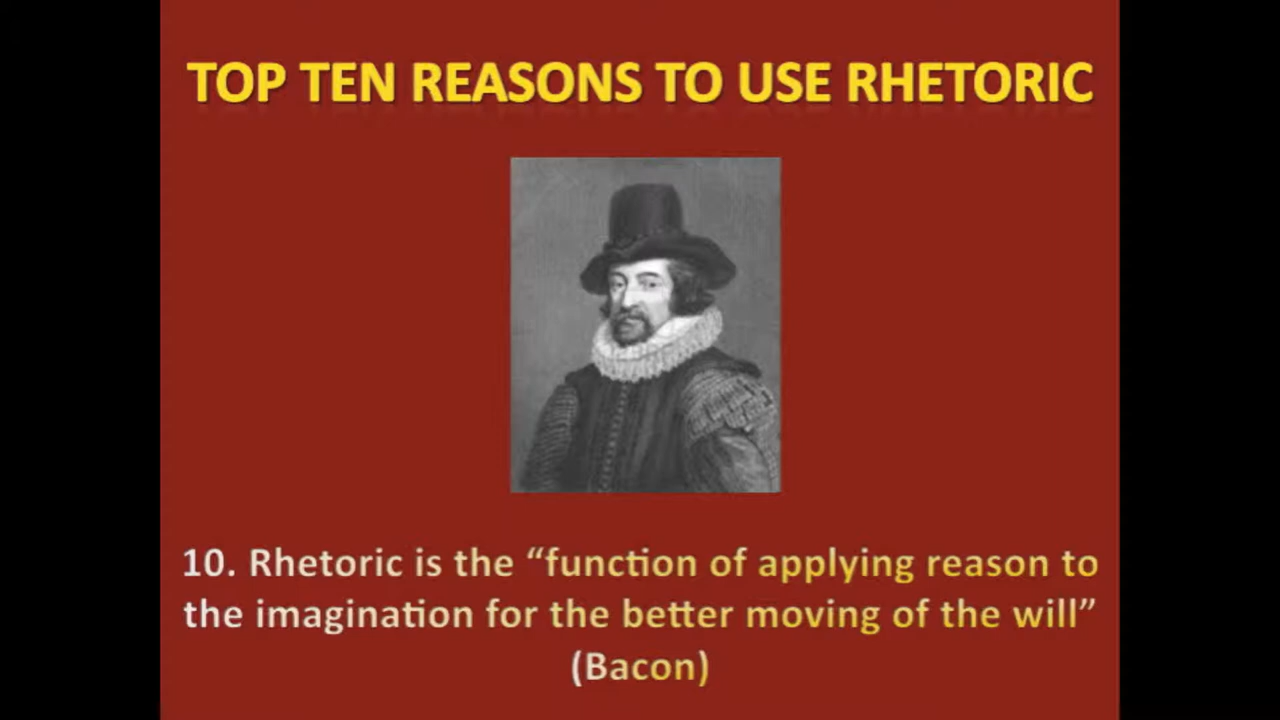 TOP TEN REASONS TO USE RHETORIC
10. Rhetoric is the “function of applying reason to
the imagination for the better moving of the will”
(Bacon)